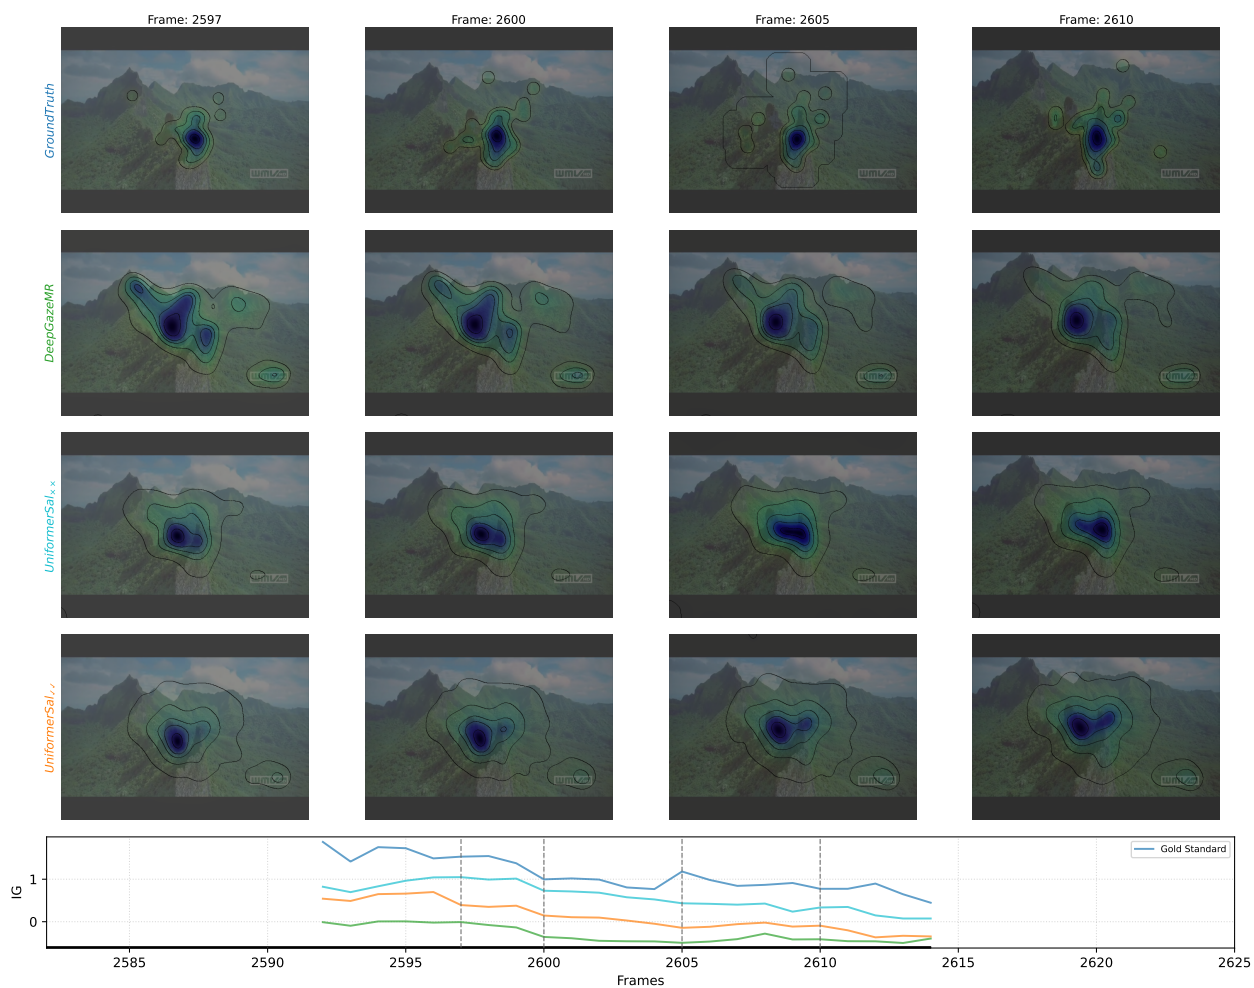 Frame: 2597
Frame: 2600
Frame: 2605
Frame: 2610
GroundTruth
DeepGazeMR
UniformerSal××
UniformerSal✓✓
Gold Standard
IG
1
0
2585
2590
2595
2600
2605
2610
2615
2620
2625
Frames